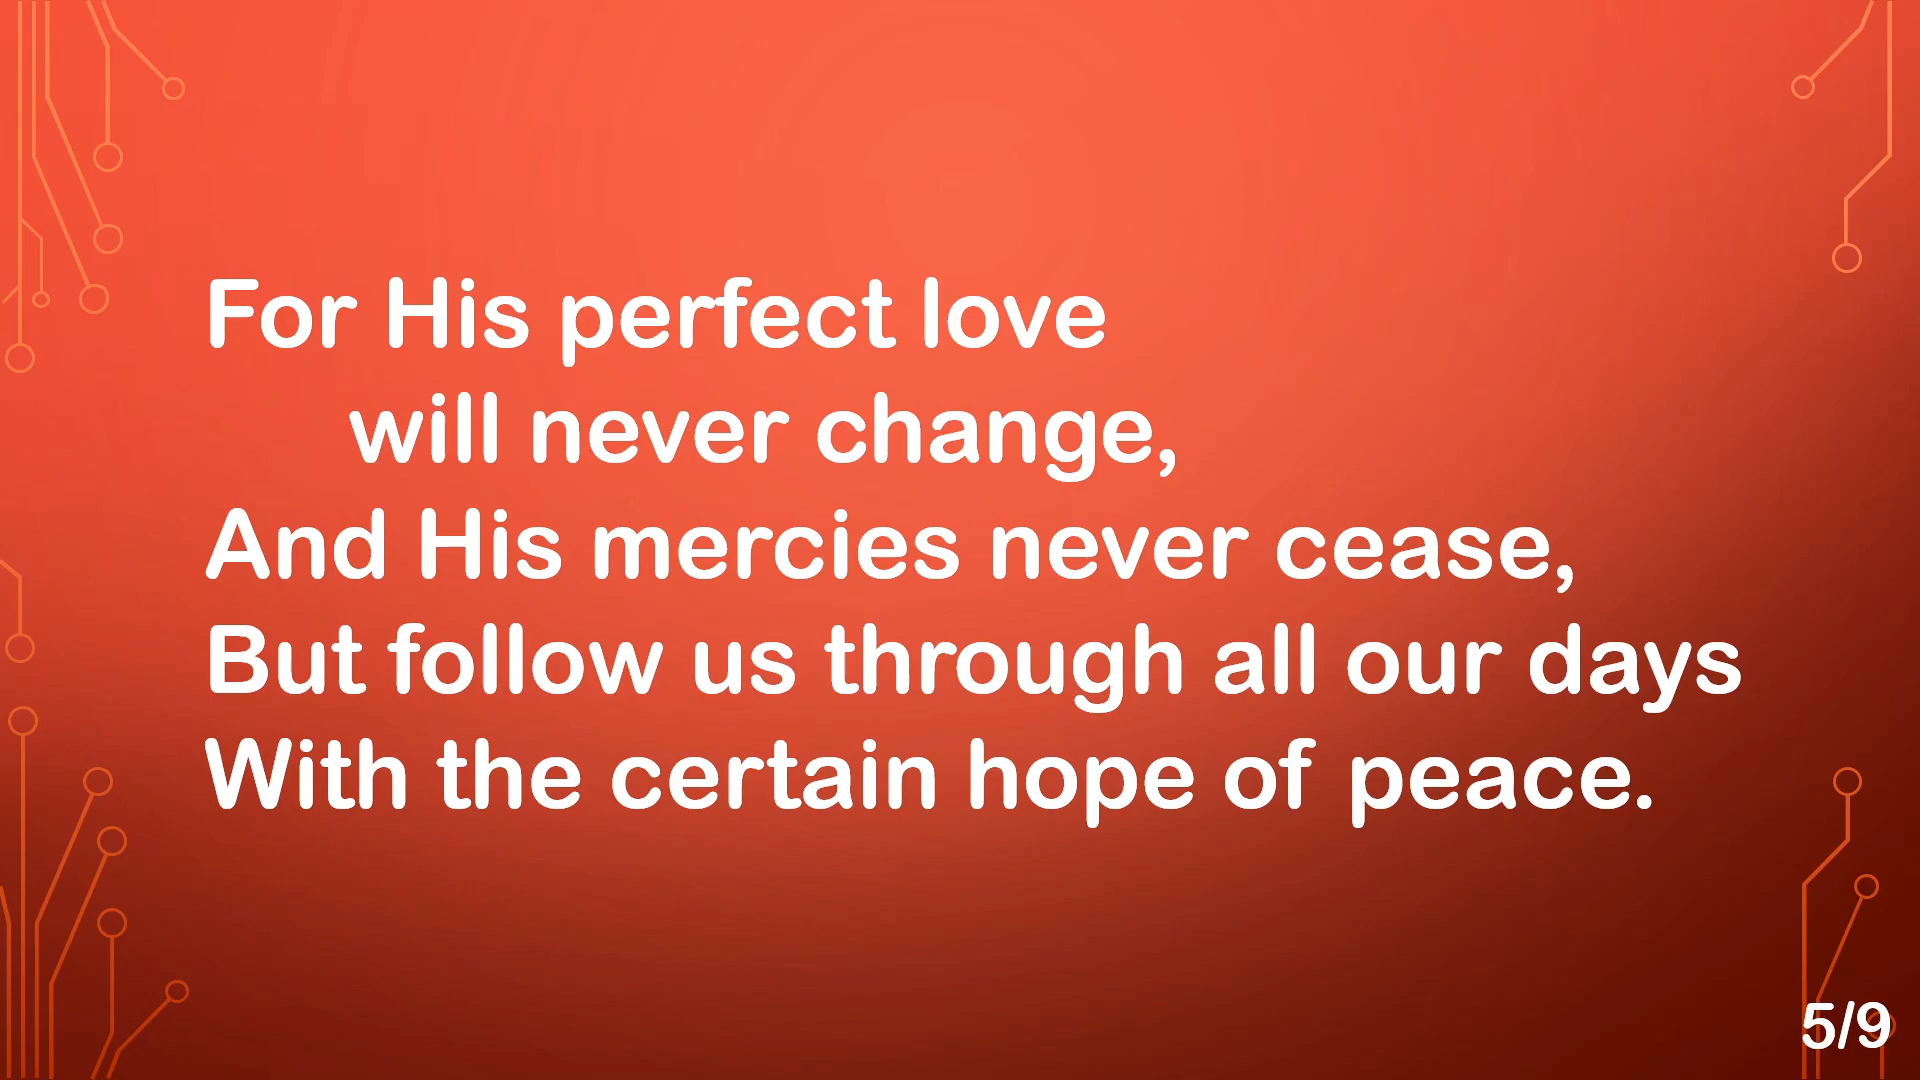 For His perfect love
will never change,
And His mercies never cease,
But follow us through all our days
With the certain hope of peace.
5/9